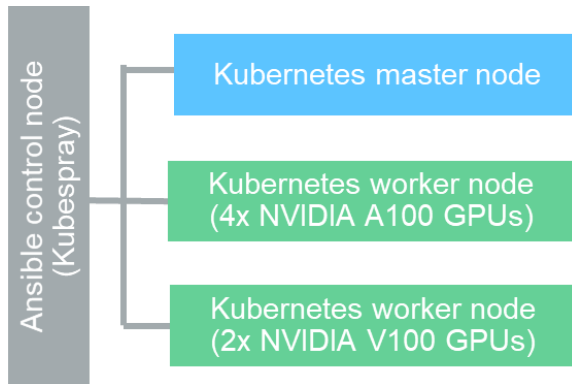 Ansible control node
(Kubespray)
Kubernetes master node
Kubernetes worker node
(4x NVIDIA A100 GPUs)
Kubernetes worker node
(2x NVIDIA V100 GPUs)